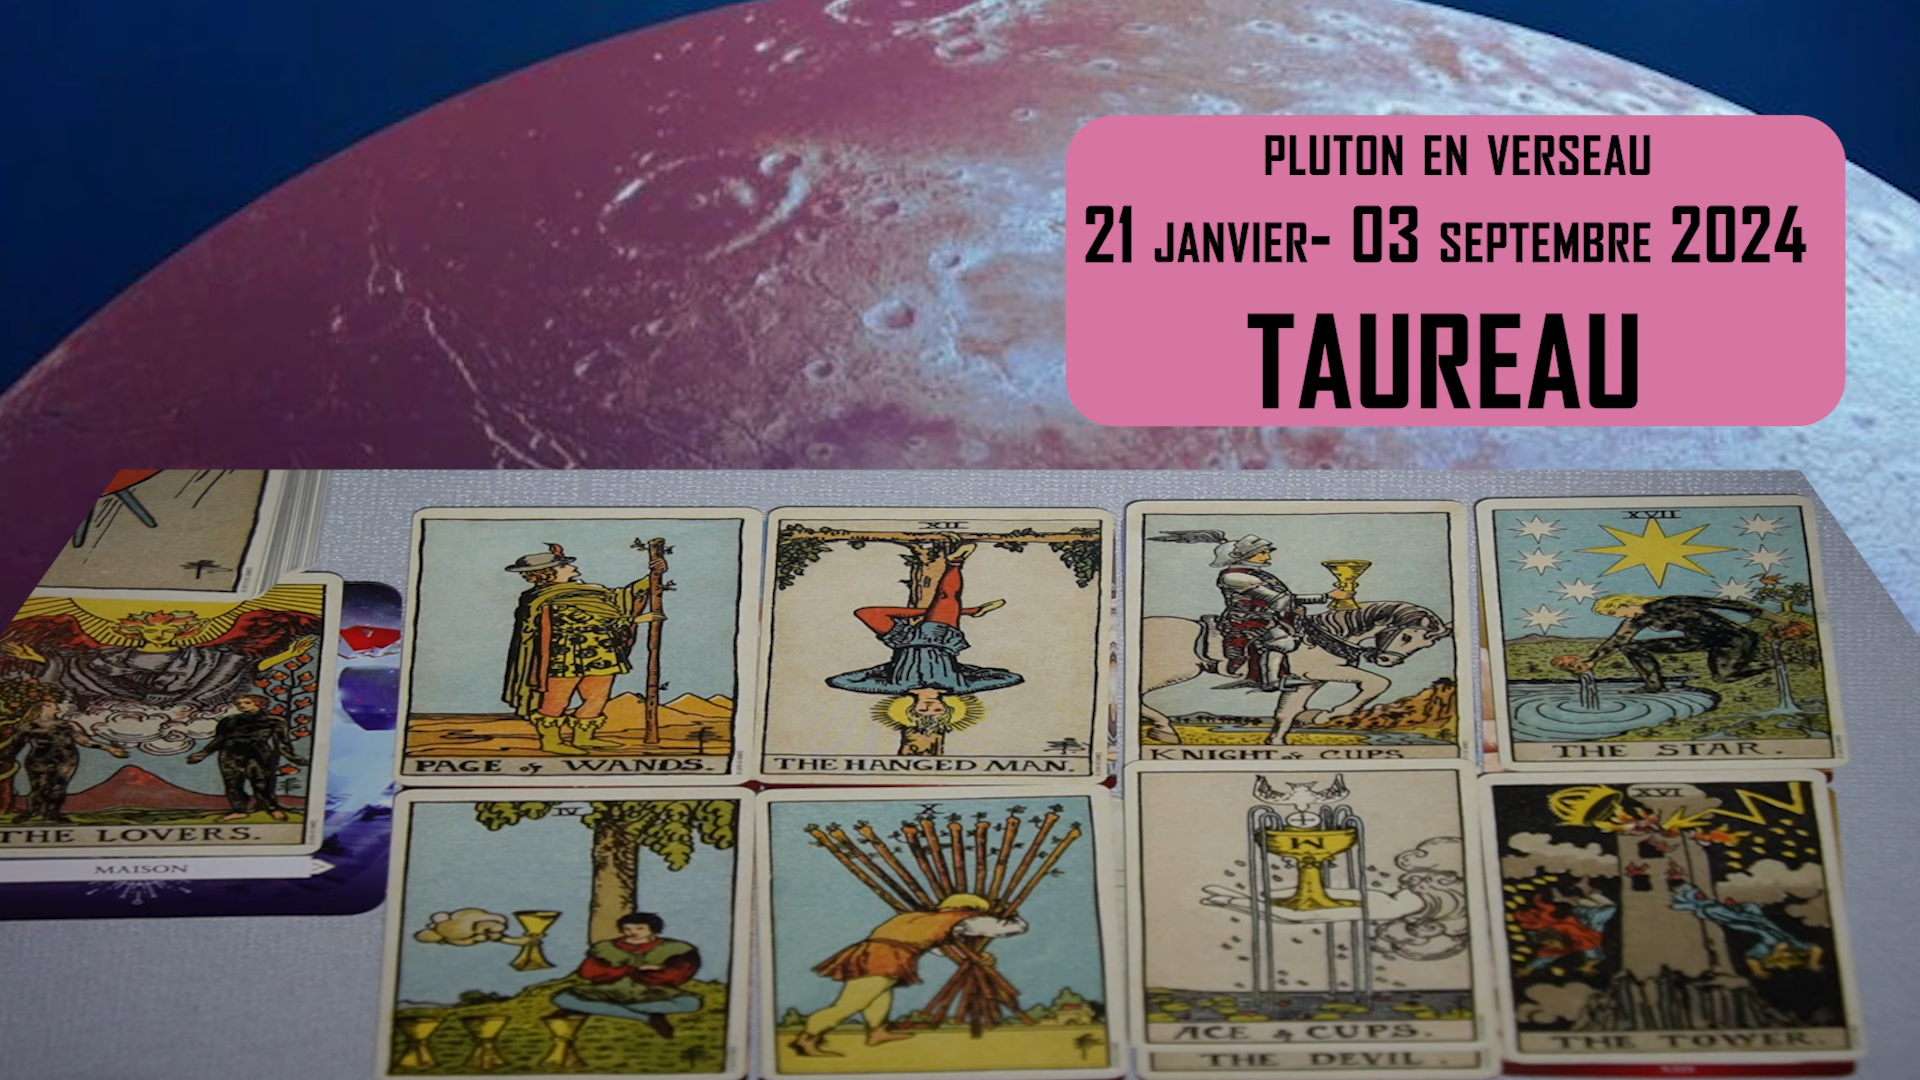 PLUTON EN VERSEAU
21 JANVIER- 03 SEPTEMBRE 2024
TAUREAU
XII
XVII
PAGE of WANDS.
THE HANGED MAN.
KNIGHT of CUPS.
THE STAR.
THE LOVERS.
MAISON
IV
X
XVI
ACE of CUPS.
THE TOWER.
THE DEVIL.
XIII